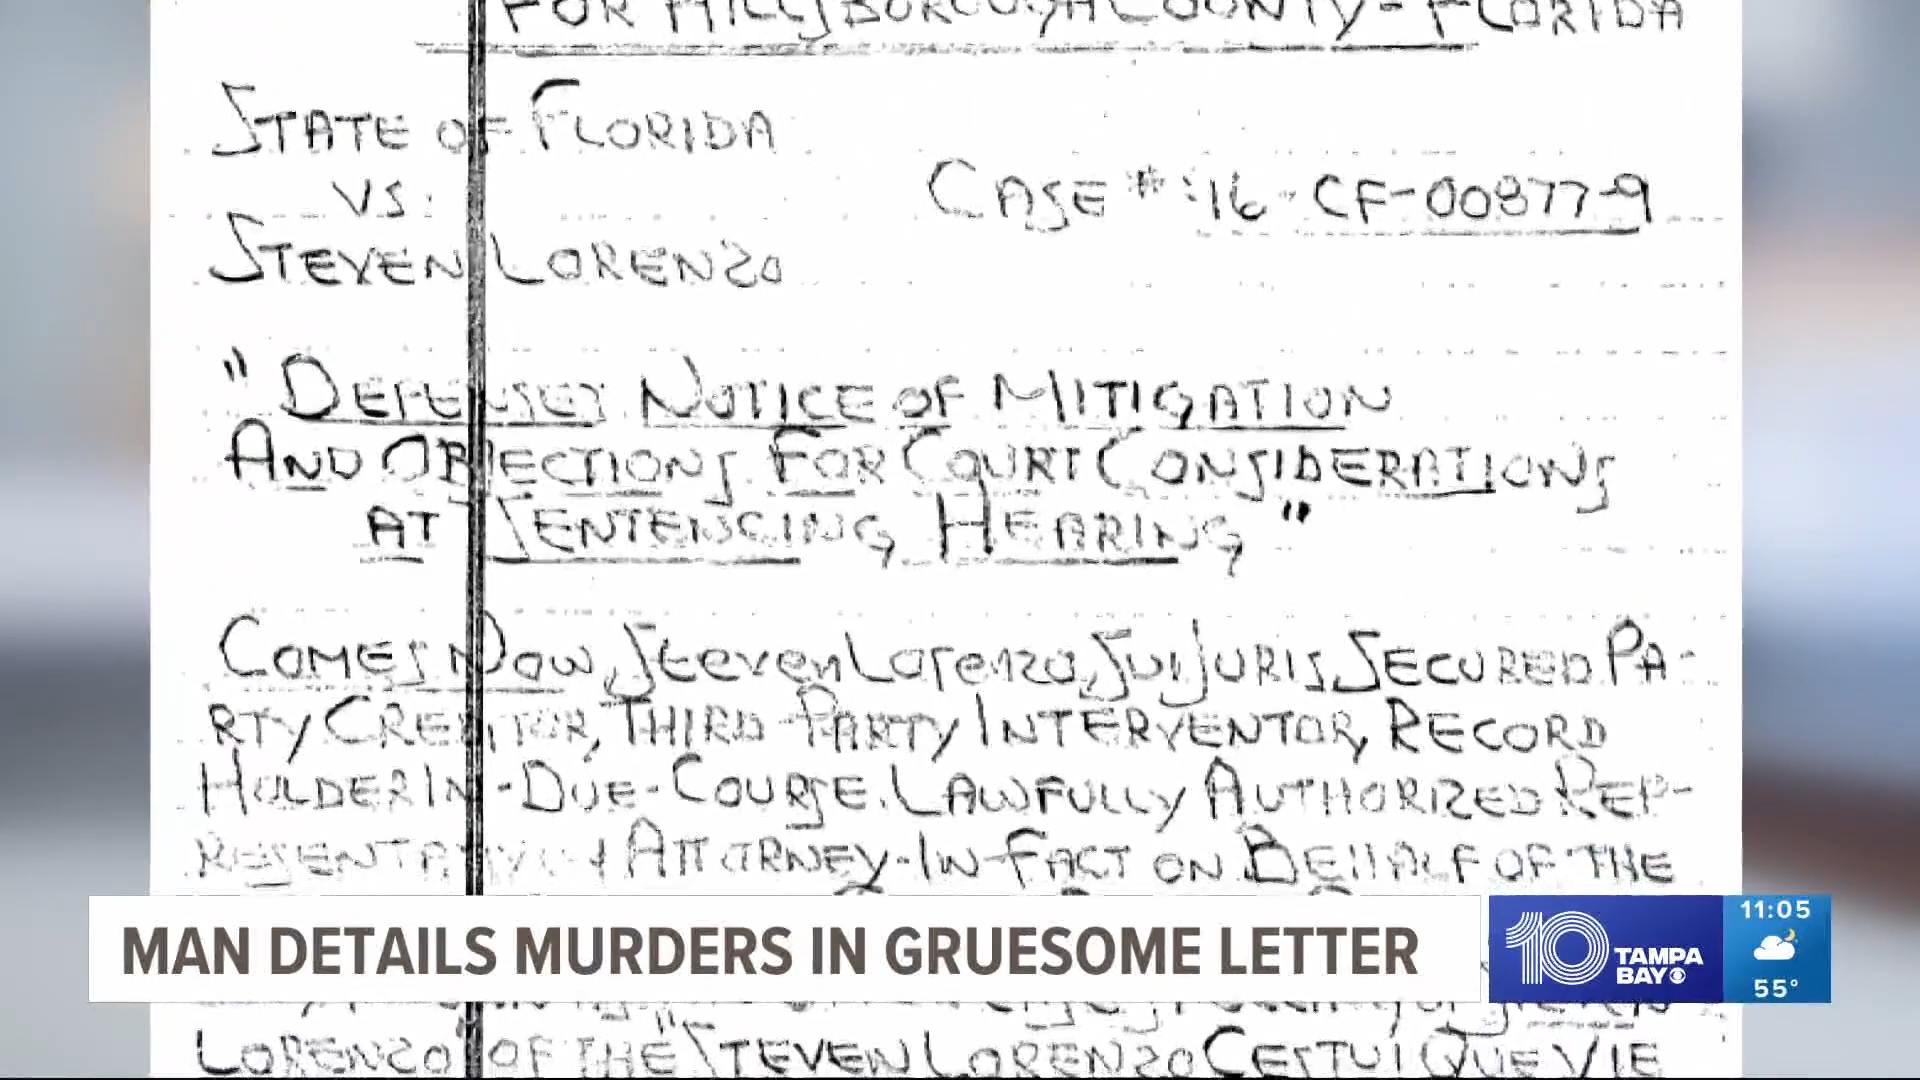 FOR HILLSBOROUGH COUNTY - FLORIDA
STATE OF FLORIDA
VS.
CASE # : 16 - CF-00877-9
STEVEN LORENZO
" DEFENSES NOTICE OF MITIGATION
AND OBJECTIONS FOR COURT CONSIDERATIONS
AT SENTENCING HEARING "
COMES NOW, Steven Lorenzo, SUI JURIS, SECURED PA-
RTY CREDITOR, THIRD PARTY INTERVENTOR, RECORD
HOLDER IN-DUE-COURSE, LAWFULLY AUTHORIZED REP-
RESENTATIVE & ATTORNEY-IN-FACT ON BEHALF OF THE
MAN DETAILS MURDERS IN GRUESOME LETTER
10 TAMPA BAY
11:05
55°
LORENZO" OF THE "STEVEN LORENZO CESTUI QUE VIE